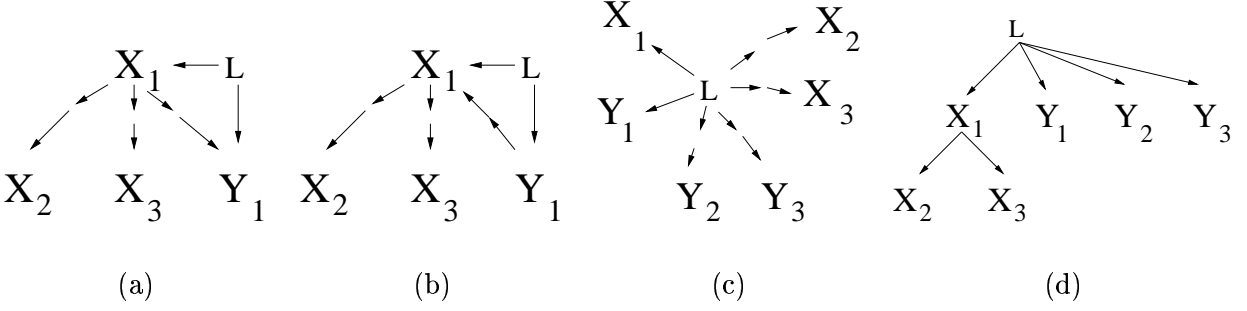 X₁ L
X₂ X₃ Y₁
(a)
X₁ L
X₂ X₃ Y₁
(b)
X₁ X₂
L X₃
Y₁
Y₂ Y₃
(c)
L
X₁ Y₁ Y₂ Y₃
X₂ X₃
(d)